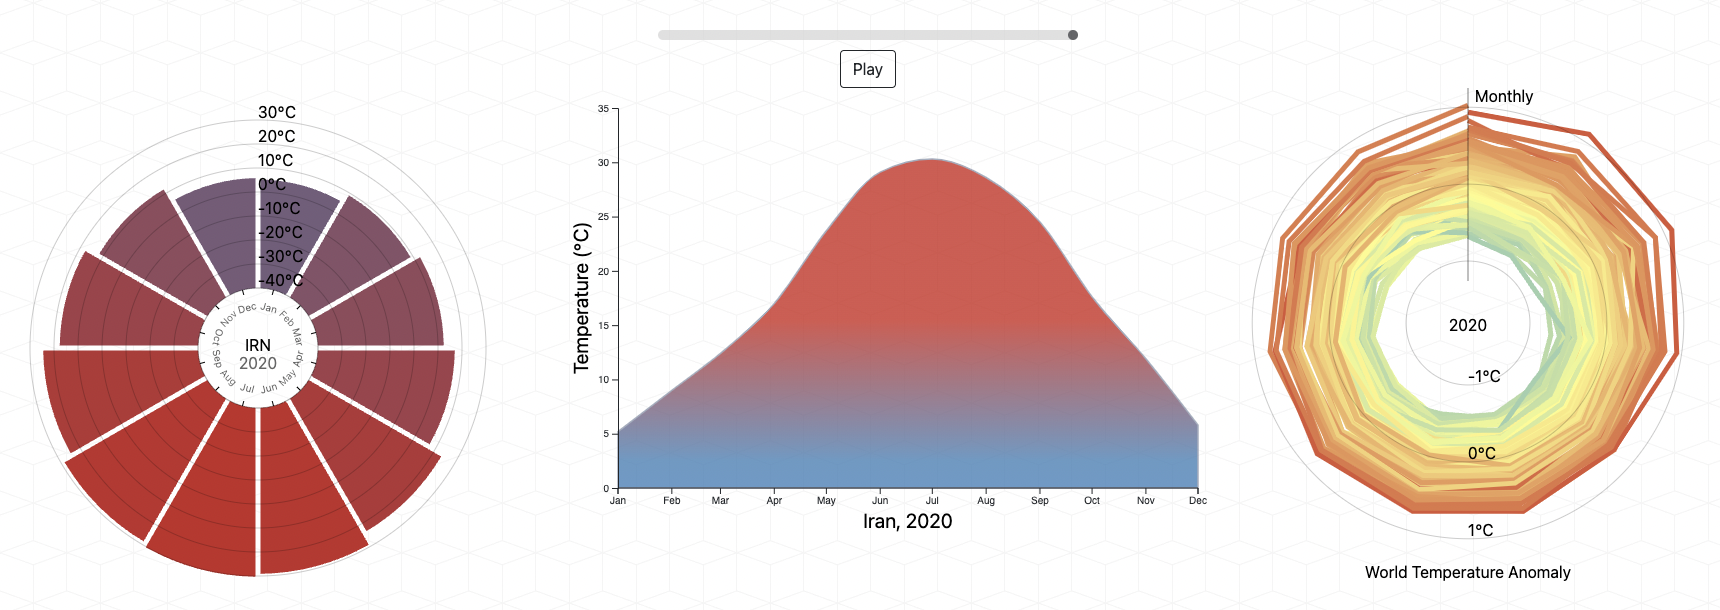 Play
30°C
20°C
10°C
0°C
-10°C
-20°C
-30°C
-40°C
Jan
Feb
Mar
Apr
May
Jun
Jul
Aug
Sep
Oct
Nov
Dec
IRN
2020
Temperature (°C)
35
30
25
20
15
10
5
0
Jan Feb Mar Apr May Jun Jul Aug Sep Oct Nov Dec
Iran, 2020
Monthly
2020
-1°C
0°C
1°C
World Temperature Anomaly